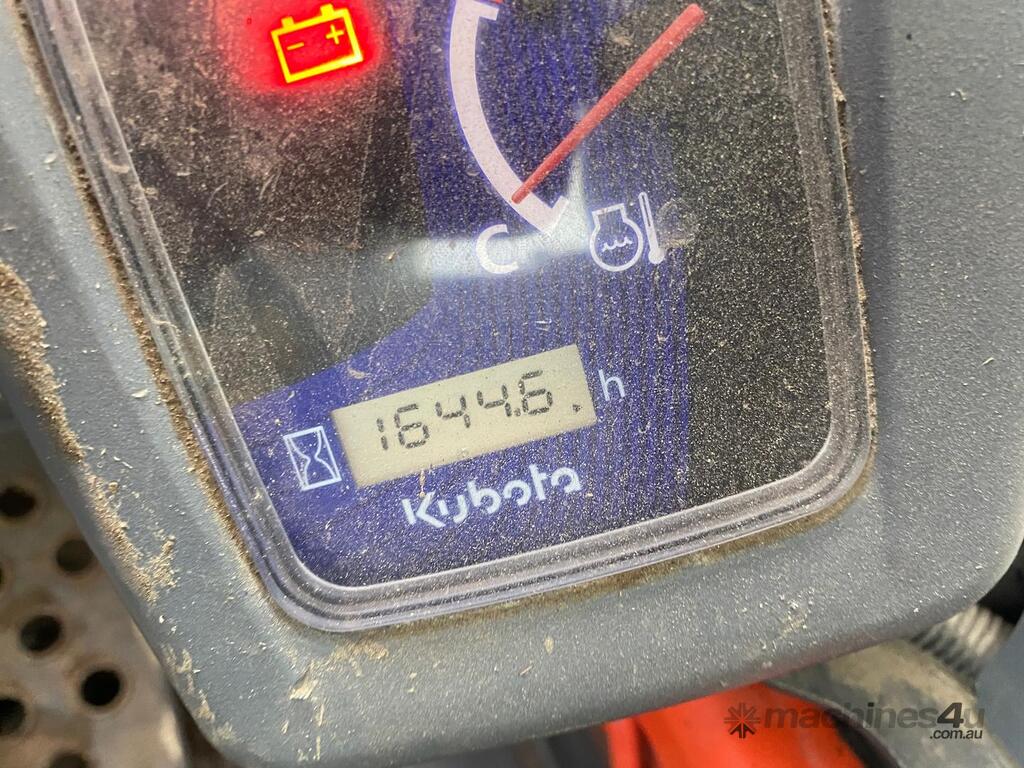 C
1644.6 h
Kubota
machines4u
.com.au